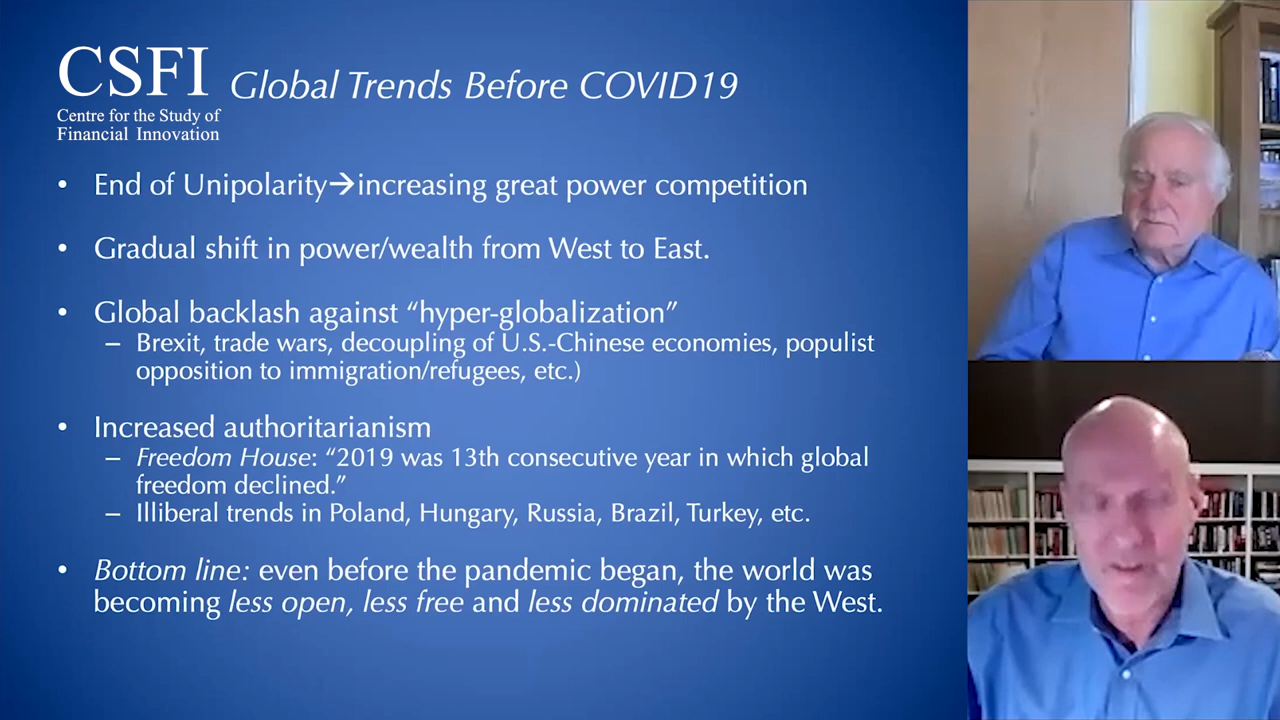 CSFI
Centre for the Study of
Financial Innovation
Global Trends Before COVID19
• End of Unipolarity→increasing great power competition
• Gradual shift in power/wealth from West to East.
• Global backlash against “hyper-globalization”
– Brexit, trade wars, decoupling of U.S.-Chinese economies, populist
opposition to immigration/refugees, etc.)
• Increased authoritarianism
– Freedom House: “2019 was 13th consecutive year in which global
freedom declined.”
– Illiberal trends in Poland, Hungary, Russia, Brazil, Turkey, etc.
• Bottom line: even before the pandemic began, the world was
becoming less open, less free and less dominated by the West.